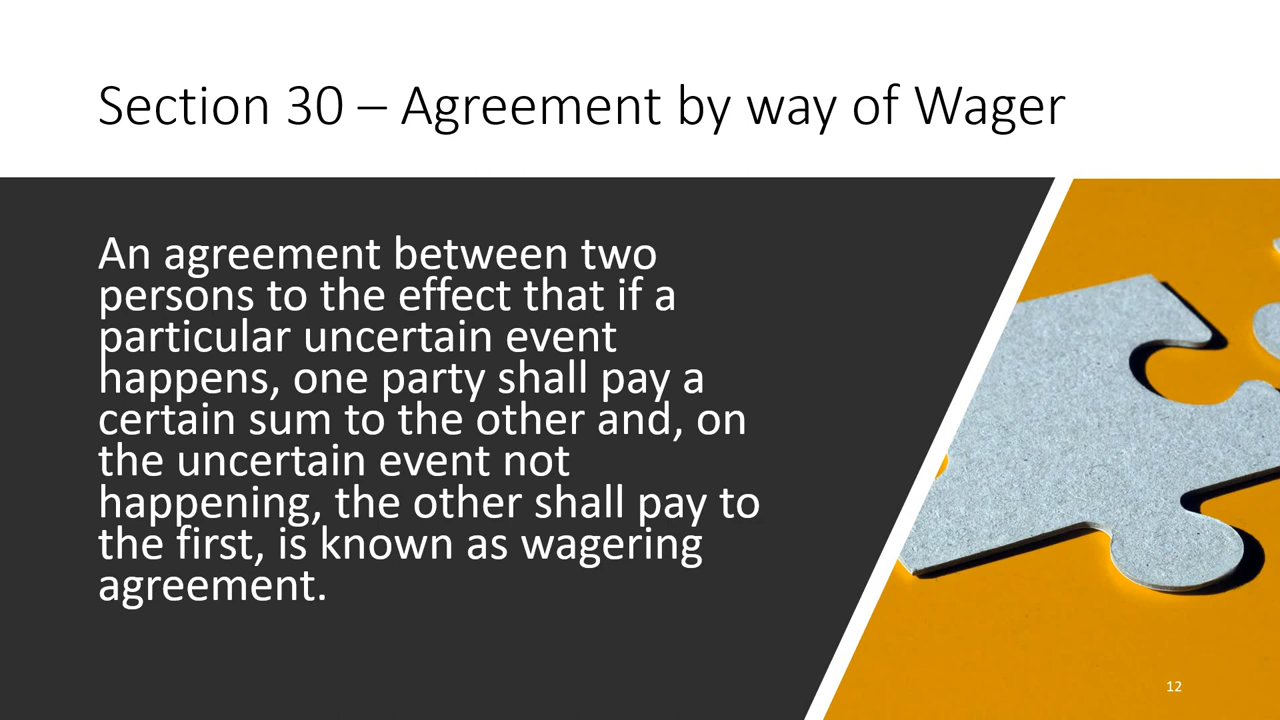 Section 30 – Agreement by way of Wager
An agreement between two
persons to the effect that if a
particular uncertain event
happens, one party shall pay a
certain sum to the other and, on
the uncertain event not
happening, the other shall pay to
the first, is known as wagering
agreement.
12